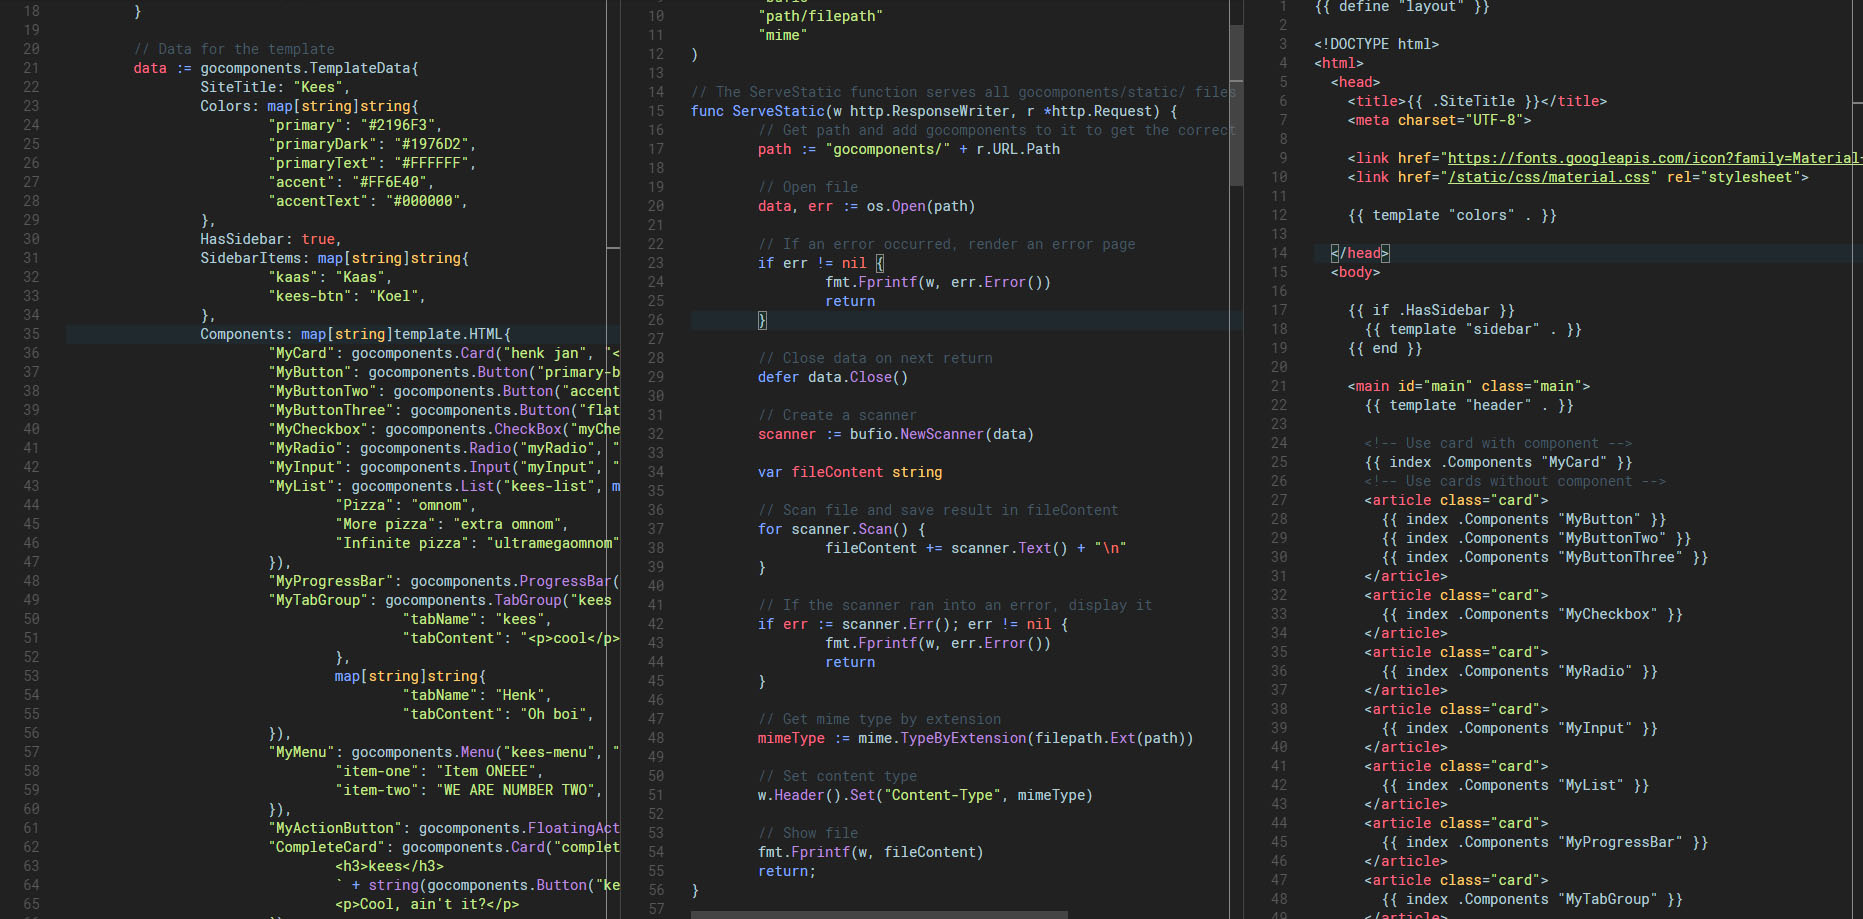 18 }
19
20 // Data for the template
21 data := gocomponents.TemplateData{
22 SiteTitle: "Kees",
23 Colors: map[string]string{
24 "primary": "#2196F3",
25 "primaryDark": "#1976D2",
26 "primaryText": "#FFFFFF",
27 "accent": "#FF6E40",
28 "accentText": "#000000",
29 },
30 HasSidebar: true,
31 SidebarItems: map[string]string{
32 "kaas": "Kaas",
33 "kees-btn": "Koel",
34 },
35 Components: map[string]template.HTML{
36 "MyCard": gocomponents.Card("henk jan", "<
37 "MyButton": gocomponents.Button("primary-b
38 "MyButtonTwo": gocomponents.Button("accent
39 "MyButtonThree": gocomponents.Button("flat
40 "MyCheckbox": gocomponents.CheckBox("myChe
41 "MyRadio": gocomponents.Radio("myRadio", "
42 "MyInput": gocomponents.Input("myInput", "
43 "MyList": gocomponents.List("kees-list", m
44 "Pizza": "omnom",
45 "More pizza": "extra omnom",
46 "Infinite pizza": "ultramegaomnom"
47 }),
48 "MyProgressBar": gocomponents.ProgressBar(
49 "MyTabGroup": gocomponents.TabGroup("kees
50 "tabName": "kees",
51 "tabContent": "<p>cool</p>
52 },
53 map[string]string{
54 "tabName": "Henk",
55 "tabContent": "Oh boi",
56 }),
57 "MyMenu": gocomponents.Menu("kees-menu", "
58 "item-one": "Item ONEEE",
59 "item-two": "WE ARE NUMBER TWO",
60 }),
61 "MyActionButton": gocomponents.FloatingAct
62 "CompleteCard": gocomponents.Card("complet
63 <h3>kees</h3>
64 ` + string(gocomponents.Button("ke
65 <p>Cool, ain't it?</p>
10 "path/filepath"
11 "mime"
12 )
13
14 // The ServeStatic function serves all gocomponents/static/ files
15 func ServeStatic(w http.ResponseWriter, r *http.Request) {
16 // Get path and add gocomponents to it to get the correct
17 path := "gocomponents/" + r.URL.Path
18
19 // Open file
20 data, err := os.Open(path)
21
22 // If an error occurred, render an error page
23 if err != nil {
24 fmt.Fprintf(w, err.Error())
25 return
26 }
27
28 // Close data on next return
29 defer data.Close()
30
31 // Create a scanner
32 scanner := bufio.NewScanner(data)
33
34 var fileContent string
35
36 // Scan file and save result in fileContent
37 for scanner.Scan() {
38 fileContent += scanner.Text() + "\n"
39 }
40
41 // If the scanner ran into an error, display it
42 if err := scanner.Err(); err != nil {
43 fmt.Fprintf(w, err.Error())
44 return
45 }
46
47 // Get mime type by extension
48 mimeType := mime.TypeByExtension(filepath.Ext(path))
49
50 // Set content type
51 w.Header().Set("Content-Type", mimeType)
52
53 // Show file
54 fmt.Fprintf(w, fileContent)
55 return;
56 }
57
1 {{ define "layout" }}
2
3 <!DOCTYPE html>
4 <html>
5 <head>
6 <title>{{ .SiteTitle }}</title>
7 <meta charset="UTF-8">
8
9 <link href="https://fonts.googleapis.com/icon?family=Material
10 <link href="/static/css/material.css" rel="stylesheet">
11
12 {{ template "colors" . }}
13
14 </head>
15 <body>
16
17 {{ if .HasSidebar }}
18 {{ template "sidebar" . }}
19 {{ end }}
20
21 <main id="main" class="main">
22 {{ template "header" . }}
23
24 <!-- Use card with component -->
25 {{ index .Components "MyCard" }}
26 <!-- Use cards without component -->
27 <article class="card">
28 {{ index .Components "MyButton" }}
29 {{ index .Components "MyButtonTwo" }}
30 {{ index .Components "MyButtonThree" }}
31 </article>
32 <article class="card">
33 {{ index .Components "MyCheckbox" }}
34 </article>
35 <article class="card">
36 {{ index .Components "MyRadio" }}
37 </article>
38 <article class="card">
39 {{ index .Components "MyInput" }}
40 </article>
41 <article class="card">
42 {{ index .Components "MyList" }}
43 </article>
44 <article class="card">
45 {{ index .Components "MyProgressBar" }}
46 </article>
47 <article class="card">
48 {{ index .Components "MyTabGroup" }}
49 </article>